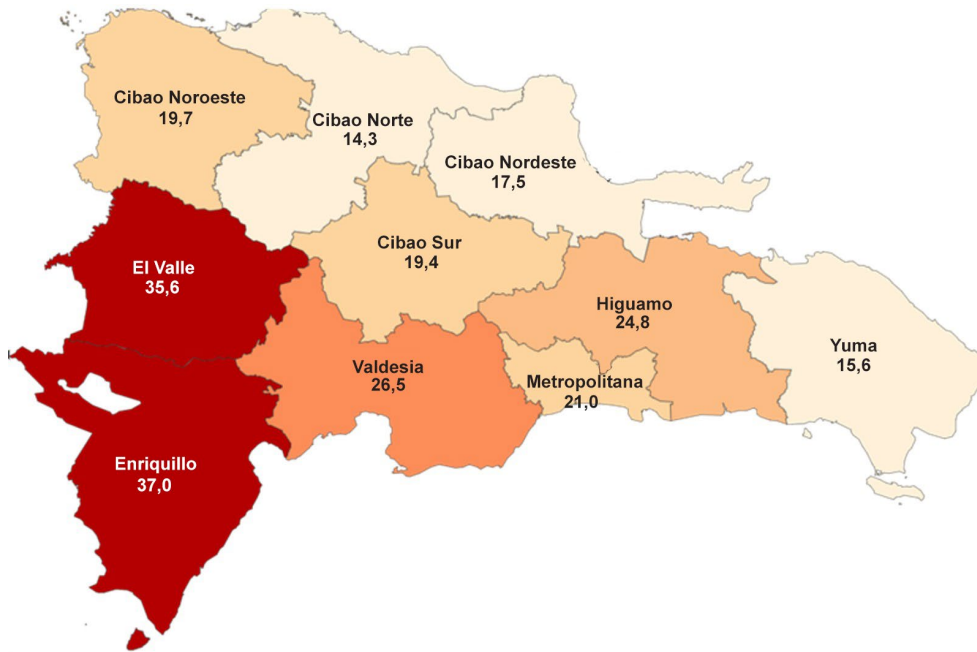 Cibao Noroeste
19,7
Cibao Norte
14,3
Cibao Nordeste
17,5
Cibao Sur
19,4
El Valle
35,6
Higuamo
24,8
Yuma
15,6
Valdesia
26,5
Metropolitana
21,0
Enriquillo
37,0